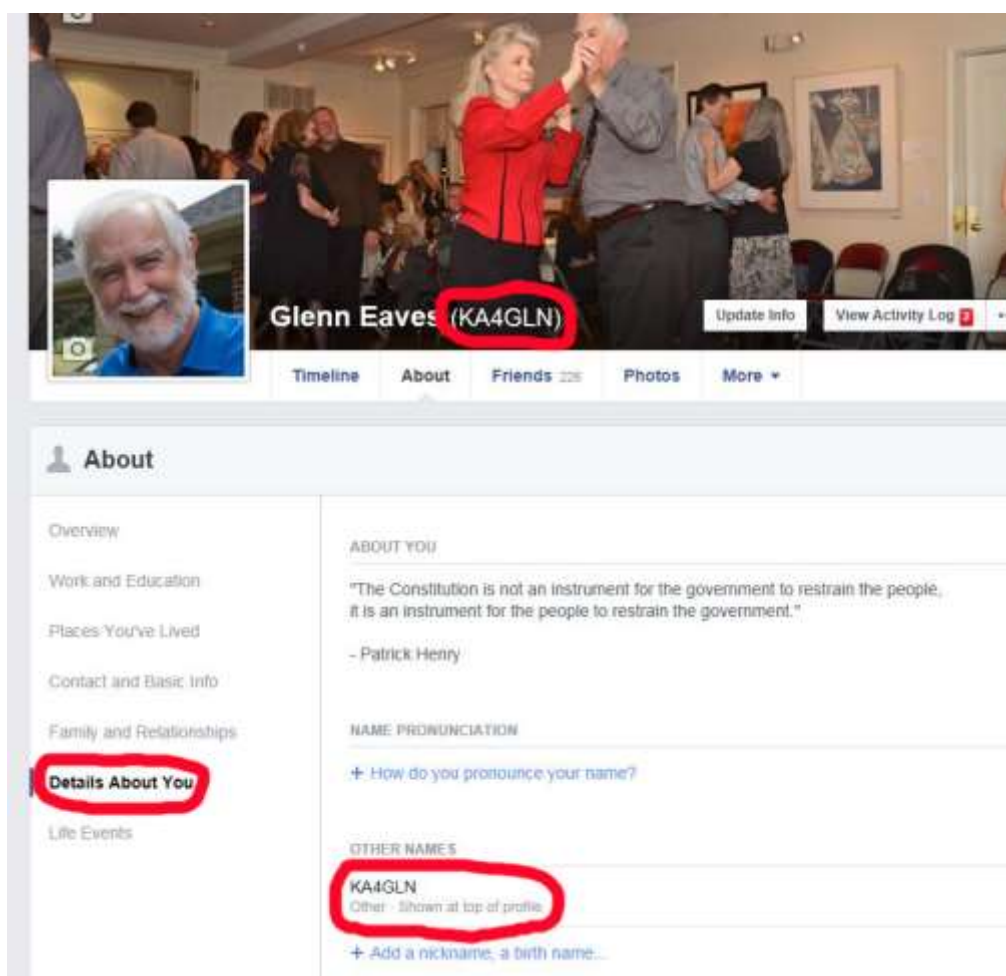 Glenn Eaves (KA4GLN)
Update Info
View Activity Log 2
Timeline About Friends 226 Photos More
About
Overview
Work and Education
Places You've Lived
Contact and Basic Info
Family and Relationships
Details About You
Life Events
ABOUT YOU
"The Constitution is not an instrument for the government to restrain the people,
it is an instrument for the people to restrain the government."
- Patrick Henry
NAME PRONUNCIATION
+ How do you pronounce your name?
OTHER NAMES
KA4GLN
Other · Shown at top of profile
+ Add a nickname, a birth name...